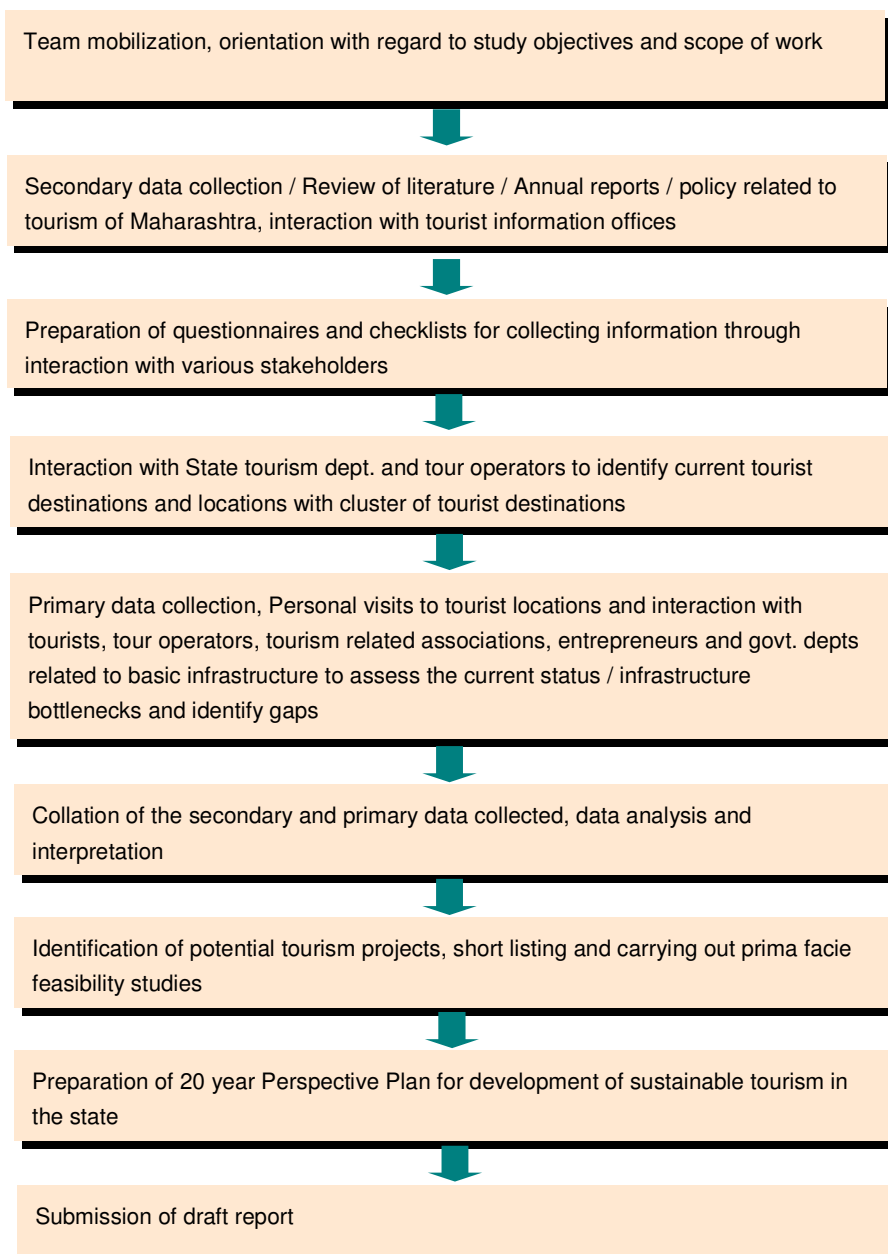 Team mobilization, orientation with regard to study objectives and scope of work
Secondary data collection / Review of literature / Annual reports / policy related to
tourism of Maharashtra, interaction with tourist information offices
Preparation of questionnaires and checklists for collecting information through
interaction with various stakeholders
Interaction with State tourism dept. and tour operators to identify current tourist
destinations and locations with cluster of tourist destinations
Primary data collection, Personal visits to tourist locations and interaction with
tourists, tour operators, tourism related associations, entrepreneurs and govt. depts
related to basic infrastructure to assess the current status / infrastructure
bottlenecks and identify gaps
Collation of the secondary and primary data collected, data analysis and
interpretation
Identification of potential tourism projects, short listing and carrying out prima facie
feasibility studies
Preparation of 20 year Perspective Plan for development of sustainable tourism in
the state
Submission of draft report